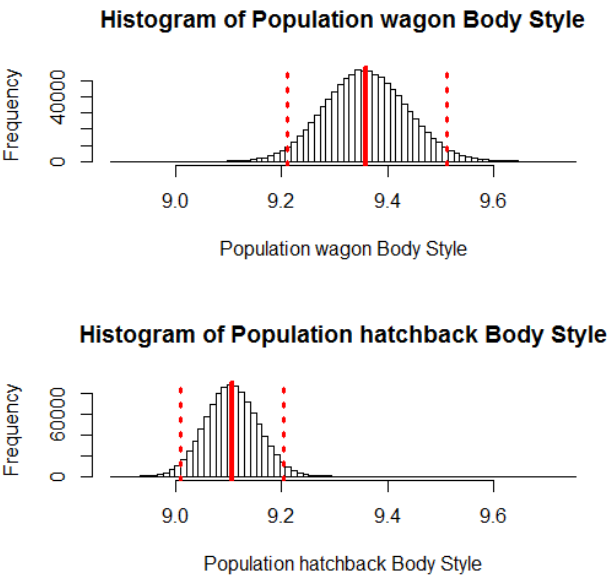 Histogram of Population wagon Body Style
Frequency
0 40000
9.0 9.2 9.4 9.6
Population wagon Body Style
Histogram of Population hatchback Body Style
Frequency
0 60000
9.0 9.2 9.4 9.6
Population hatchback Body Style